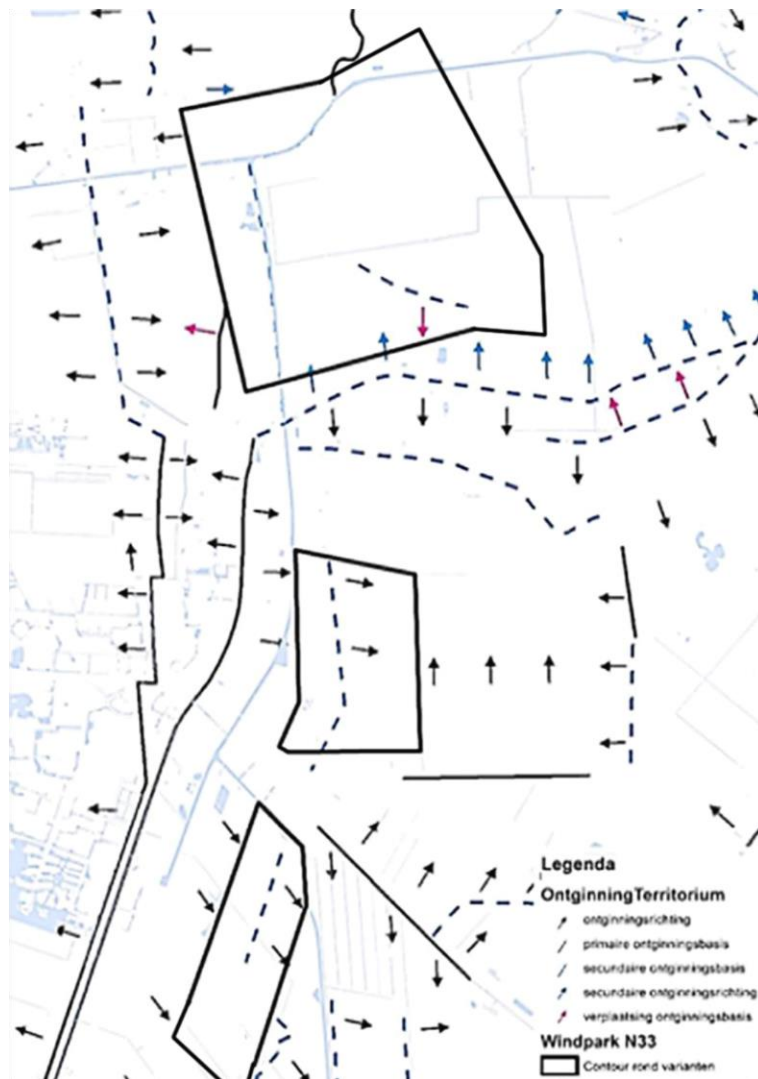 Legenda
OntginningTerritorium
ontginningsrichting
primaire ontginningsbasis
secundaire ontginningsbasis
secundaire ontginningsrichting
verplaatsing ontginningsbasis
Windpark N33
Contour rond varianten